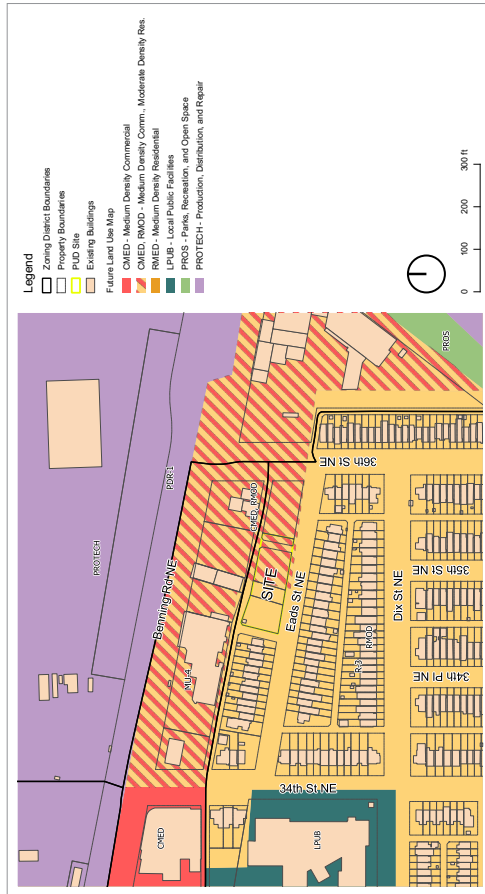 Legend
Zoning District Boundaries
Property Boundaries
PUD Site
Existing Buildings
Future Land Use Map
CMED - Medium Density Commercial
CMED, RMOD - Medium Density Comm., Moderate Density Res.
RMED - Medium Density Residential
LPUB - Local Public Facilities
PROS - Parks, Recreation, and Open Space
PROTECH - Production, Distribution, and Repair
0 100 200 300 ft
PROTECH
PDR-1
Benning Rd NE
MU-4
CMED, RMOD
SITE
Eads St NE
36th St NE
PROS
35th St NE
Dix St NE
34th Pl NE
R-3
RMOD
34th St NE
CMED
LPUB